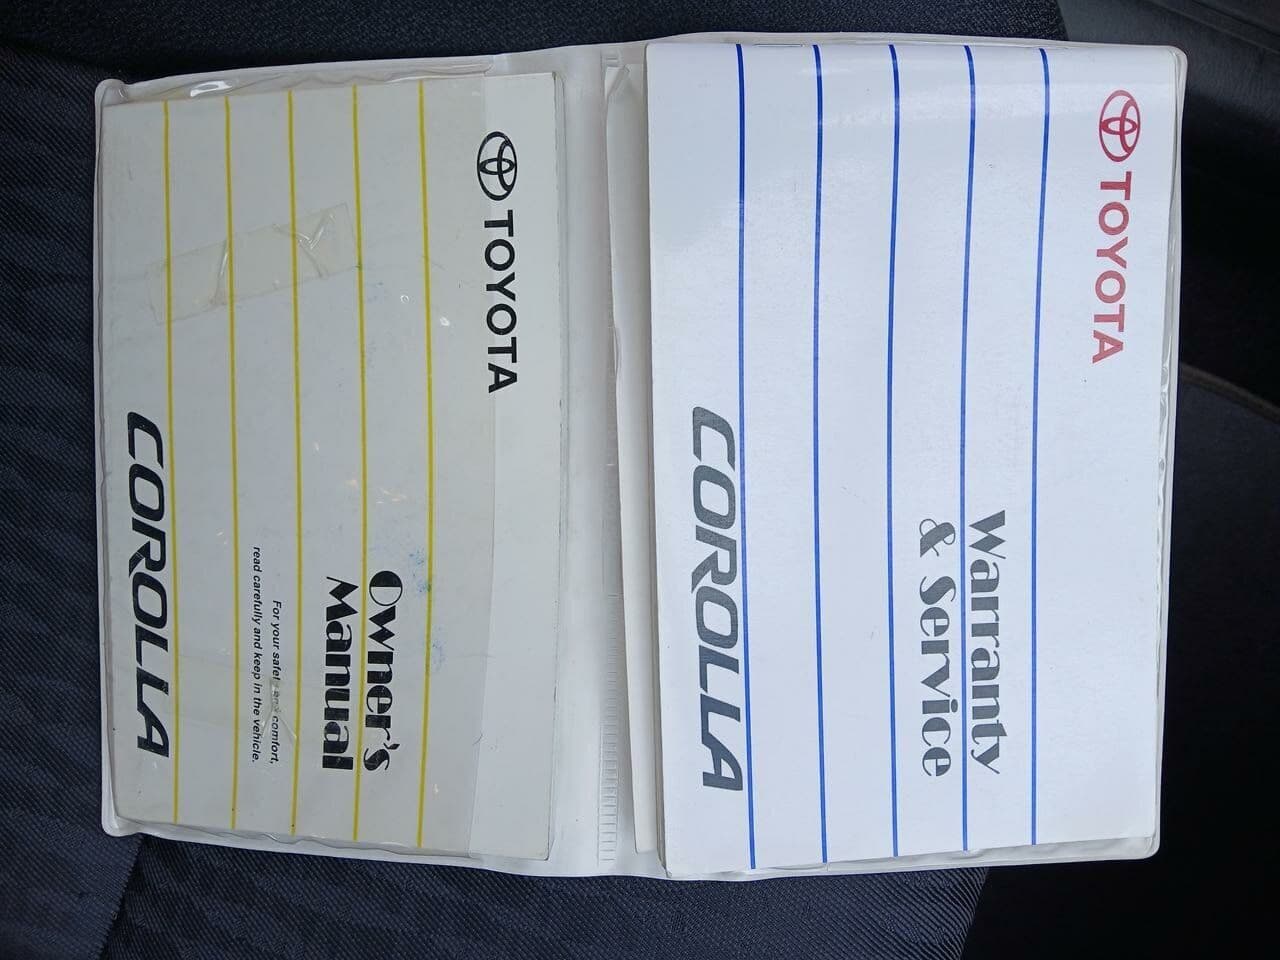 TOYOTA
Owner's
Manual
For your safety and comfort,
read carefully and keep in the vehicle.
COROLLA
TOYOTA
Warranty
& Service
COROLLA